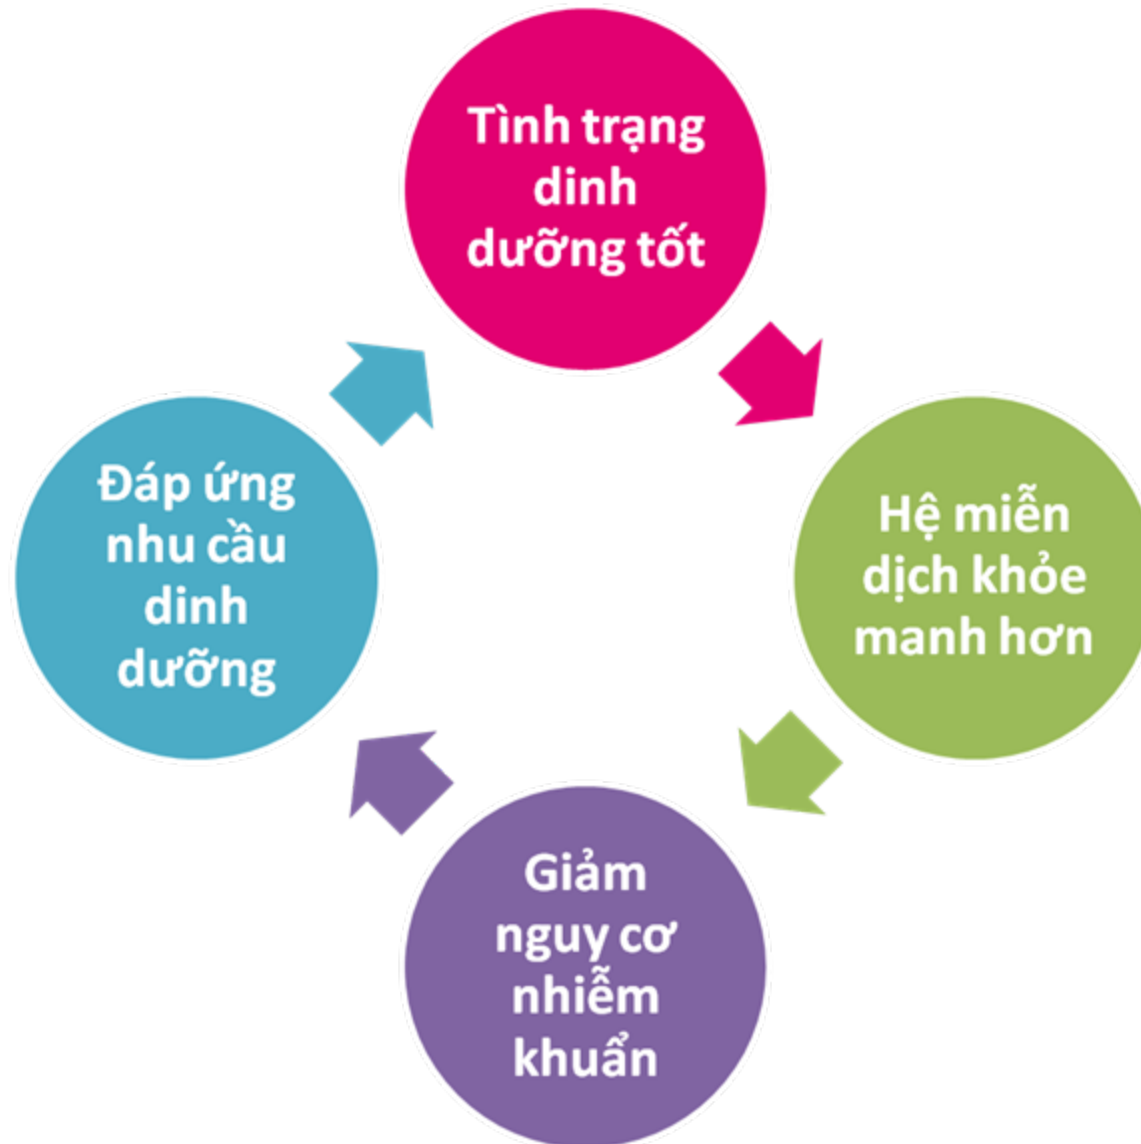 Tình trạng
dinh
dưỡng tốt
Hệ miễn
dịch khỏe
manh hơn
Giảm
nguy cơ
nhiễm
khuẩn
Đáp ứng
nhu cầu
dinh
dưỡng